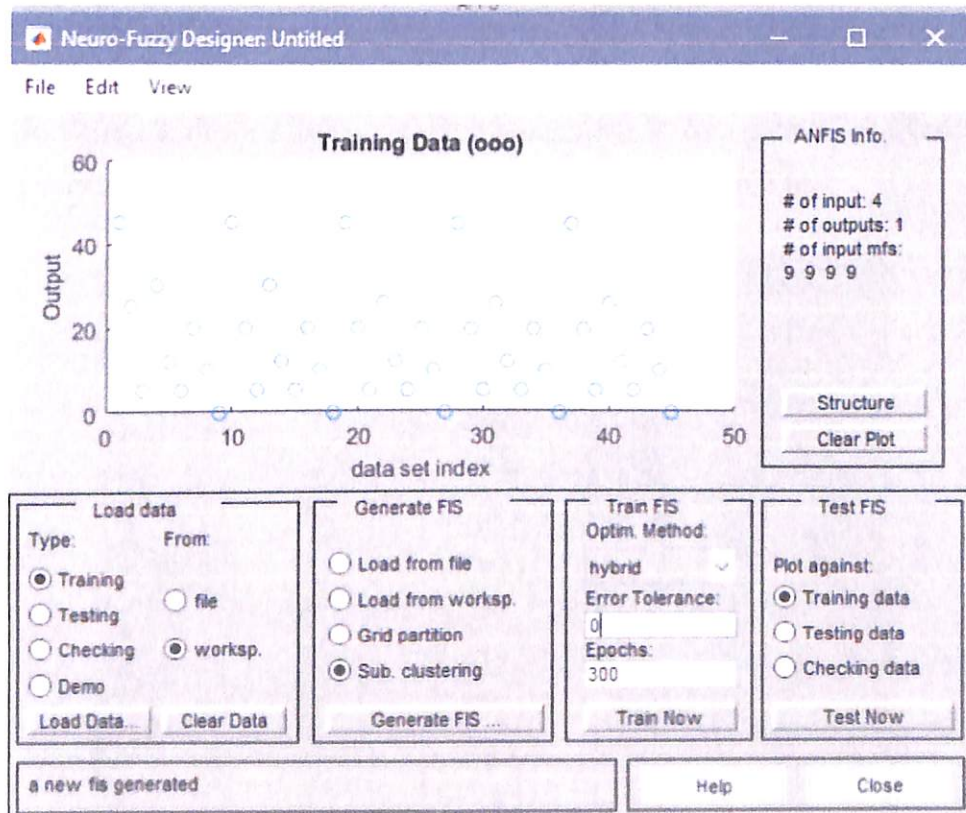 Neuro-Fuzzy Designer: Untitled
File Edit View
Training Data (ooo)
60
40
20
0
Output
0 10 20 30 40 50
data set index
ANFIS Info.
# of input: 4
# of outputs: 1
# of input mfs:
9 9 9 9
Structure
Clear Plot
Load data
Type: From:
Training
Testing
Checking
Demo
file
worksp.
Load Data... Clear Data
Generate FIS
Load from file
Load from worksp.
Grid partition
Sub. clustering
Generate FIS ...
Train FIS
Optim. Method:
hybrid
Error Tolerance:
0
Epochs:
300
Train Now
Test FIS
Plot against:
Training data
Testing data
Checking data
Test Now
a new fis generated
Help Close